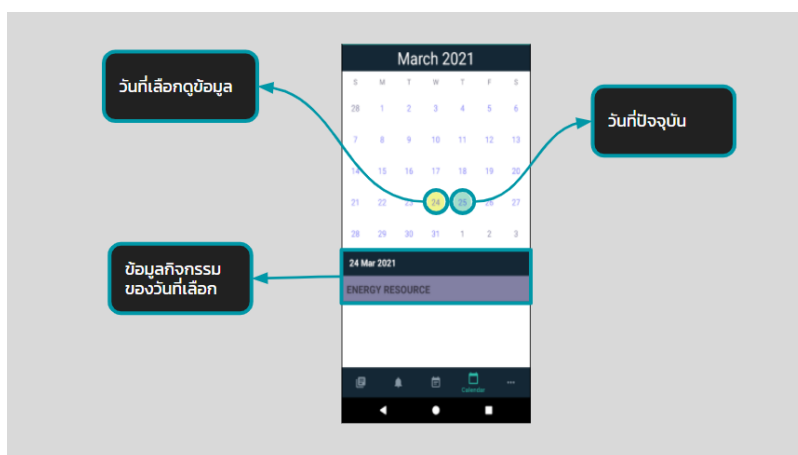 วันที่เลือกดูข้อมูล
March 2021
S M T W T F S
28 1 2 3 4 5 6
7 8 9 10 11 12 13
14 15 16 17 18 19 20
21 22 23 24 25 26 27
28 29 30 31 1 2 3
วันที่ปัจจุบัน
ข้อมูลกิจกรรม
ของวันที่เลือก
24 Mar 2021
ENERGY RESOURCE
Calendar